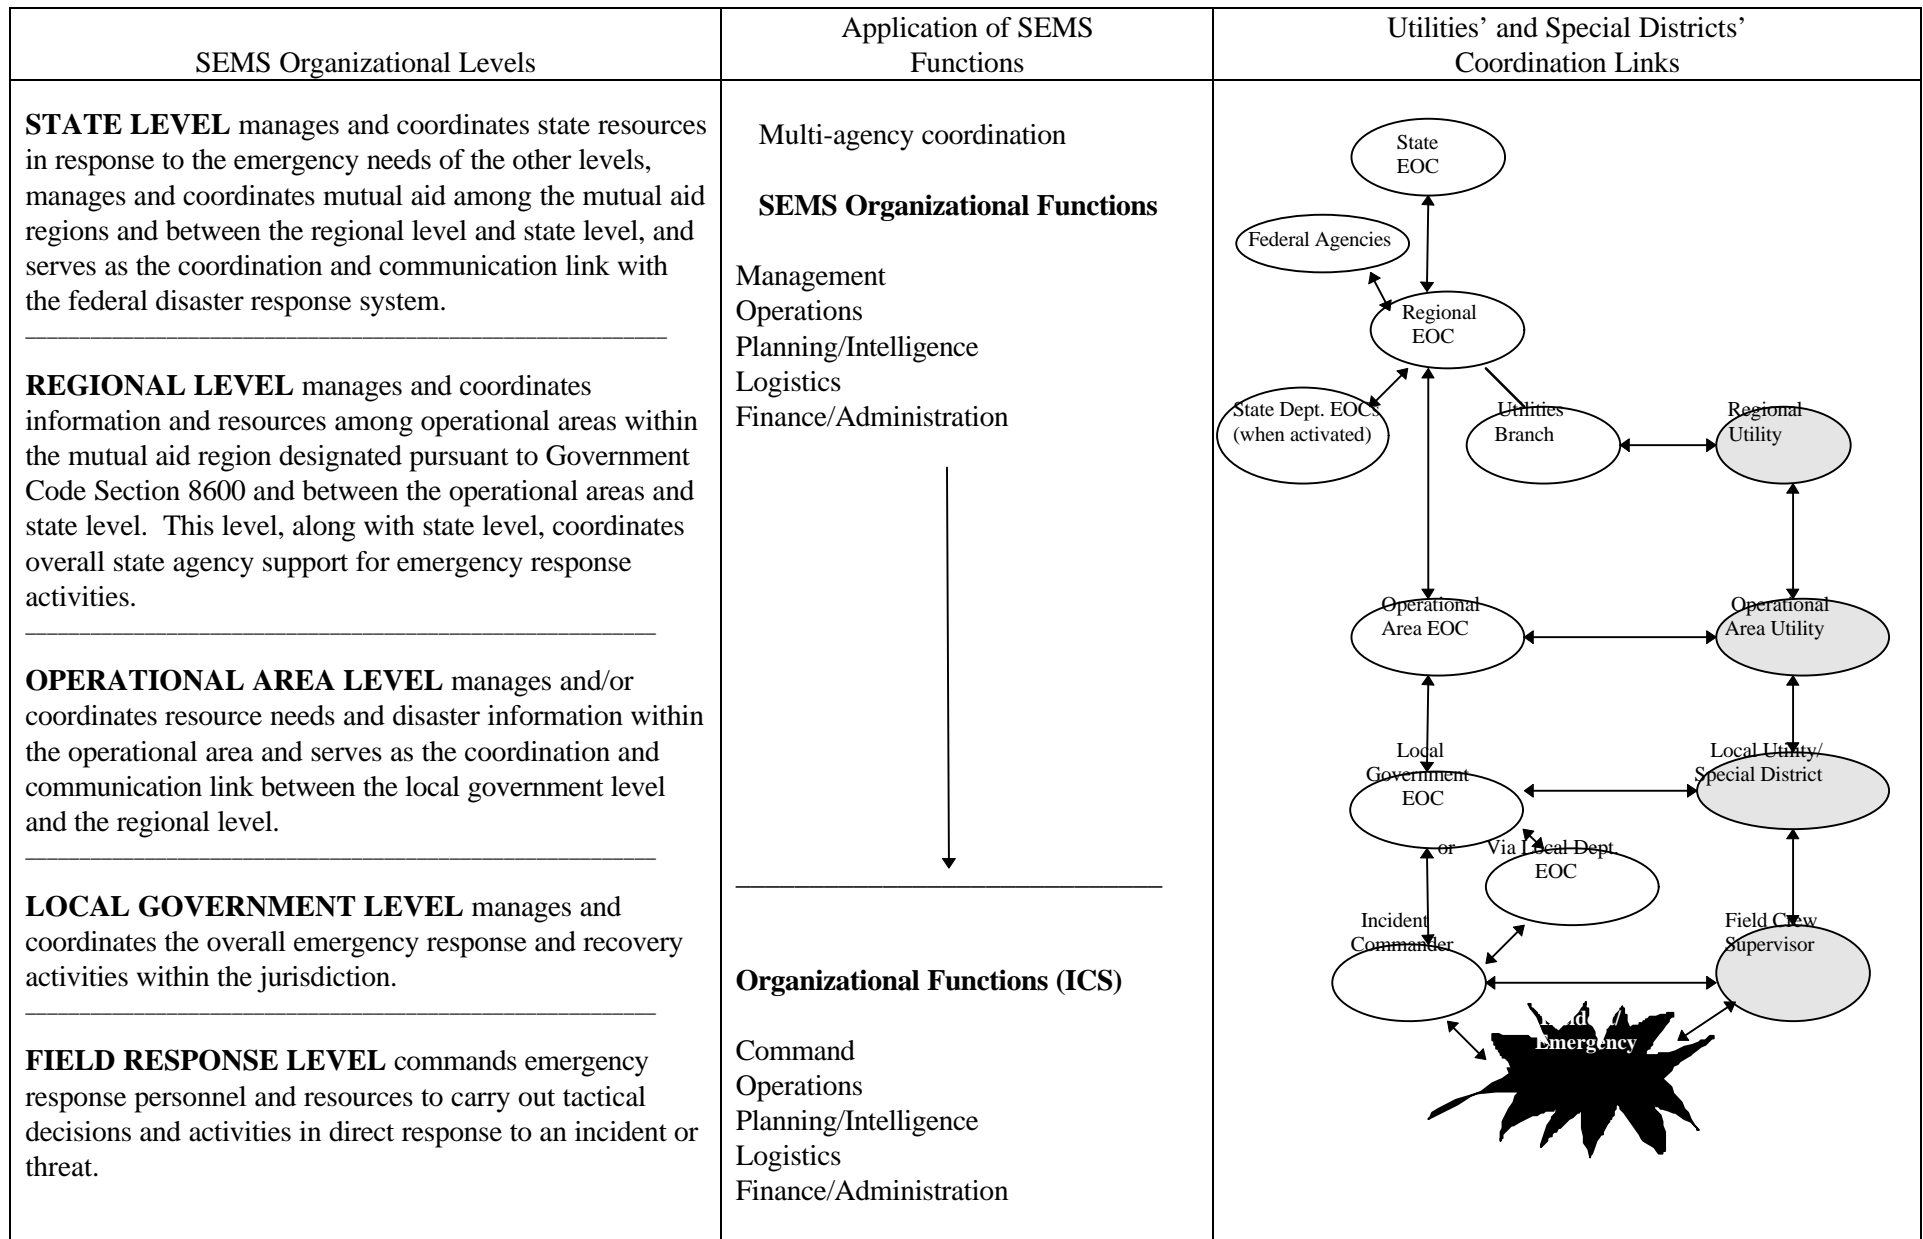 SEMS Organizational Levels
Application of SEMS
Functions
Utilities’ and Special Districts’
Coordination Links
STATE LEVEL manages and coordinates state resources
in response to the emergency needs of the other levels,
manages and coordinates mutual aid among the mutual aid
regions and between the regional level and state level, and
serves as the coordination and communication link with
the federal disaster response system.
REGIONAL LEVEL manages and coordinates
information and resources among operational areas within
the mutual aid region designated pursuant to Government
Code Section 8600 and between the operational areas and
state level.  This level, along with state level, coordinates
overall state agency support for emergency response
activities.
OPERATIONAL AREA LEVEL manages and/or
coordinates resource needs and disaster information within
the operational area and serves as the coordination and
communication link between the local government level
and the regional level.
LOCAL GOVERNMENT LEVEL manages and
coordinates the overall emergency response and recovery
activities within the jurisdiction.
FIELD RESPONSE LEVEL commands emergency
response personnel and resources to carry out tactical
decisions and activities in direct response to an incident or
threat.
Multi-agency coordination
SEMS Organizational Functions
Management
Operations
Planning/Intelligence
Logistics
Finance/Administration
Organizational Functions (ICS)
Command
Operations
Planning/Intelligence
Logistics
Finance/Administration
State
EOC
Federal Agencies
Regional
EOC
State Dept. EOCs
(when activated)
Utilities
Branch
Regional
Utility
Operational
Area EOC
Operational
Area Utility
Local
Government
EOC
Local Utility/
Special District
or
Via Local Dept.
EOC
Incident
Commander
Field Crew
Supervisor
Emergency